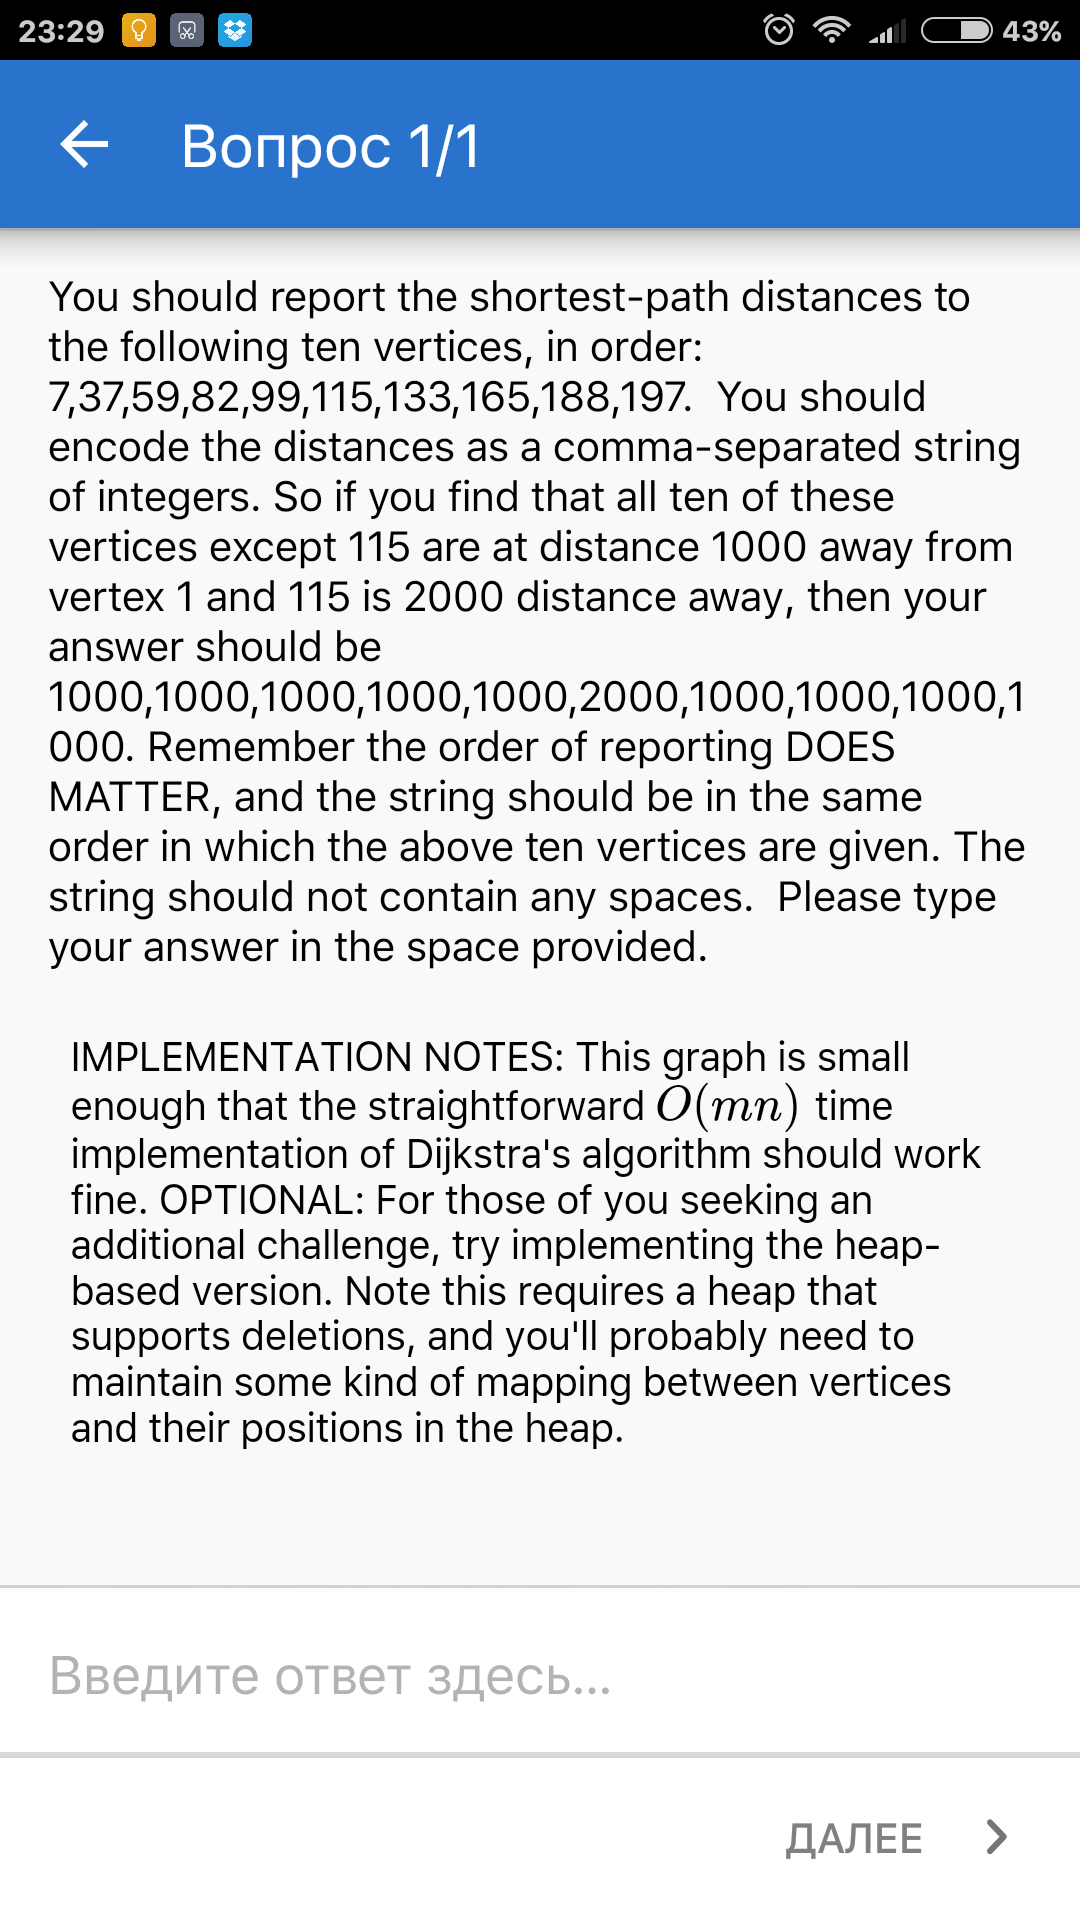 23:29
43%
Вопрос 1/1
You should report the shortest-path distances to
the following ten vertices, in order:
7,37,59,82,99,115,133,165,188,197.  You should
encode the distances as a comma-separated string
of integers. So if you find that all ten of these
vertices except 115 are at distance 1000 away from
vertex 1 and 115 is 2000 distance away, then your
answer should be
1000,1000,1000,1000,1000,2000,1000,1000,1000,1
000. Remember the order of reporting DOES
MATTER, and the string should be in the same
order in which the above ten vertices are given. The
string should not contain any spaces.  Please type
your answer in the space provided.
IMPLEMENTATION NOTES: This graph is small
enough that the straightforward O(mn) time
implementation of Dijkstra's algorithm should work
fine. OPTIONAL: For those of you seeking an
additional challenge, try implementing the heap-
based version. Note this requires a heap that
supports deletions, and you'll probably need to
maintain some kind of mapping between vertices
and their positions in the heap.
Введите ответ здесь...
ДАЛЕЕ